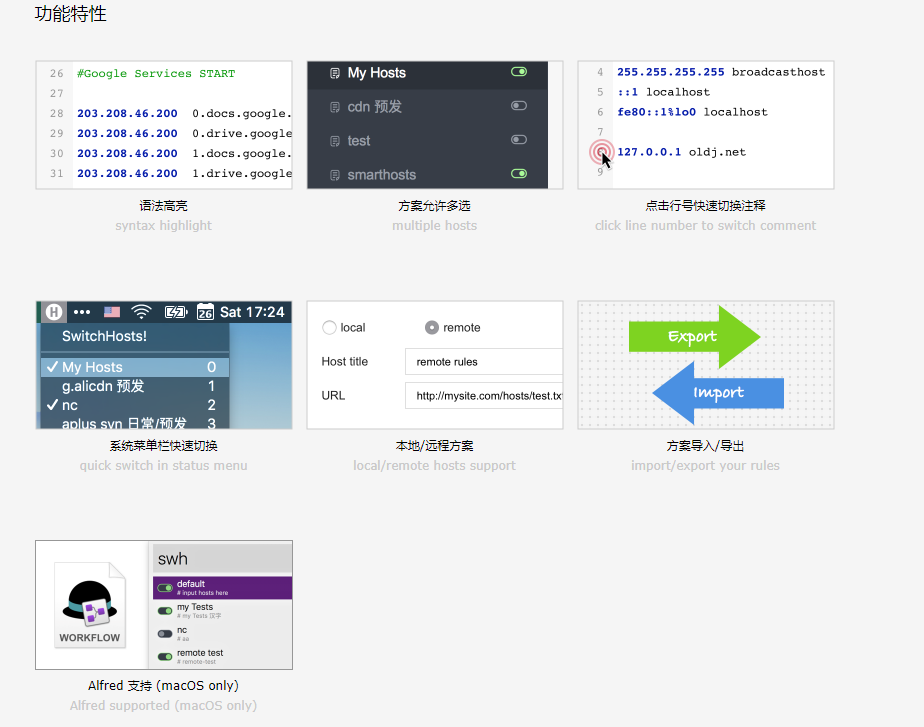 功能特性
26 #Google Services START
27
28 203.208.46.200 0.docs.google.
29 203.208.46.200 0.drive.google
30 203.208.46.200 1.docs.google.
31 203.208.46.200 1.drive.google
语法高亮
syntax highlight
My Hosts
cdn 预发
test
smarthosts
方案允许多选
multiple hosts
4 255.255.255.255 broadcasthost
5 ::1 localhost
6 fe80::1%lo0 localhost
7
127.0.0.1 oldj.net
9
点击行号快速切换注释
click line number to switch comment
H 26 Sat 17:24
SwitchHosts!
My Hosts 0
g.alicdn 预发 1
nc 2
aplus syn 日常/预发 3
系统菜单栏快速切换
quick switch in status menu
local remote
Host title remote rules
URL http://mysite.com/hosts/test.tx
本地/远程方案
local/remote hosts support
Export
Import
方案导入/导出
import/export your rules
WORKFLOW
swh
default
# input hosts here
my Tests
# my Tests 汉字
nc
# aa
remote test
# remote-test
Alfred 支持 (macOS only)
Alfred supported (macOS only)